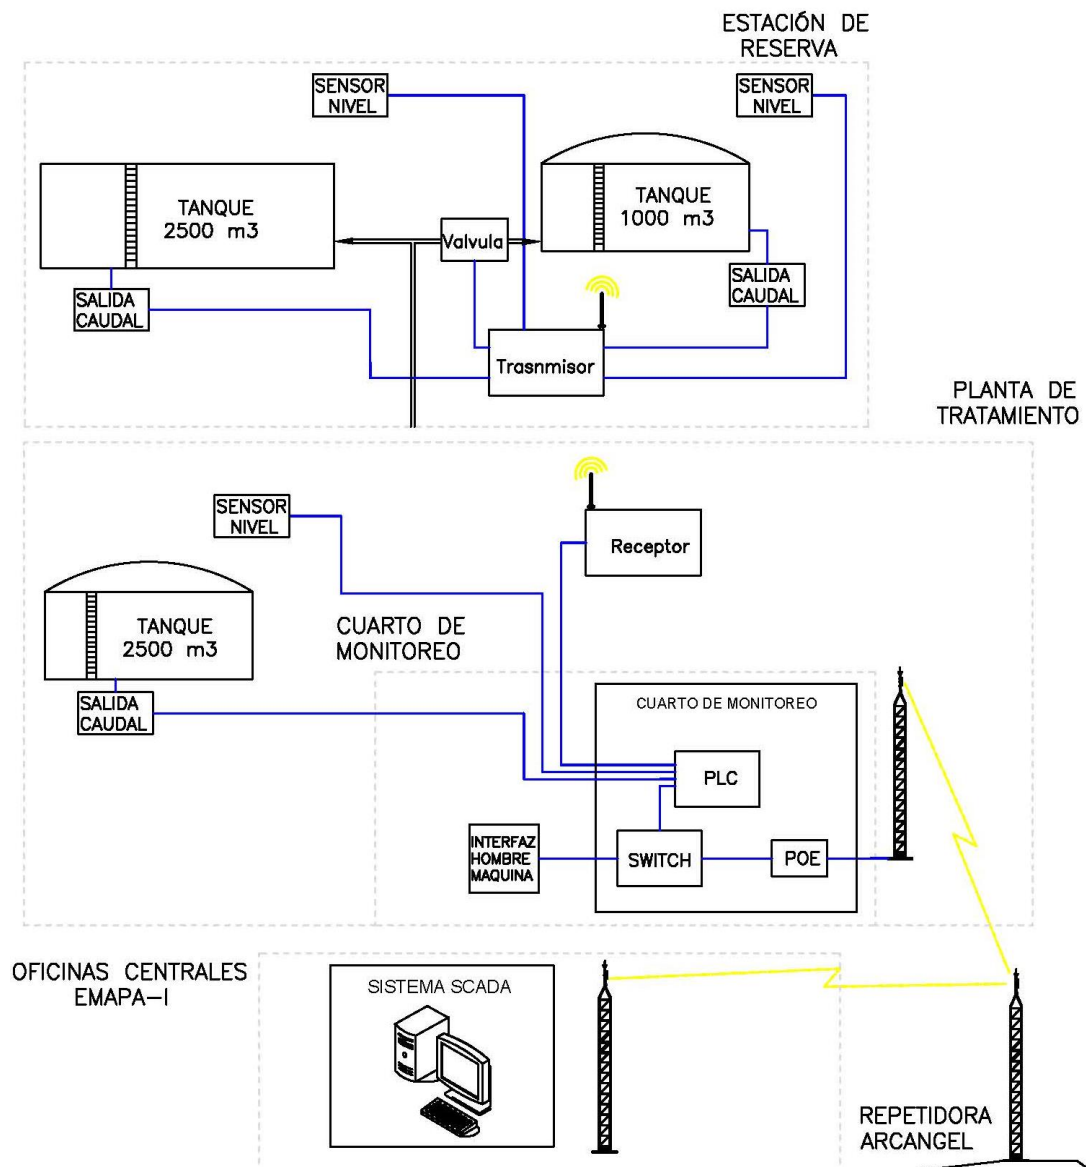 ESTACIÓN DE
RESERVA
SENSOR
NIVEL
SENSOR
NIVEL
TANQUE
2500 m3
TANQUE
1000 m3
Valvula
SALIDA
CAUDAL
SALIDA
CAUDAL
Trasnmisor
PLANTA DE
TRATAMIENTO
SENSOR
NIVEL
Receptor
TANQUE
2500 m3
CUARTO DE
MONITOREO
SALIDA
CAUDAL
CUARTO DE MONITOREO
PLC
INTERFAZ
HOMBRE
MAQUINA
SWITCH
POE
OFICINAS CENTRALES
EMAPA-I
SISTEMA SCADA
REPETIDORA
ARCANGEL